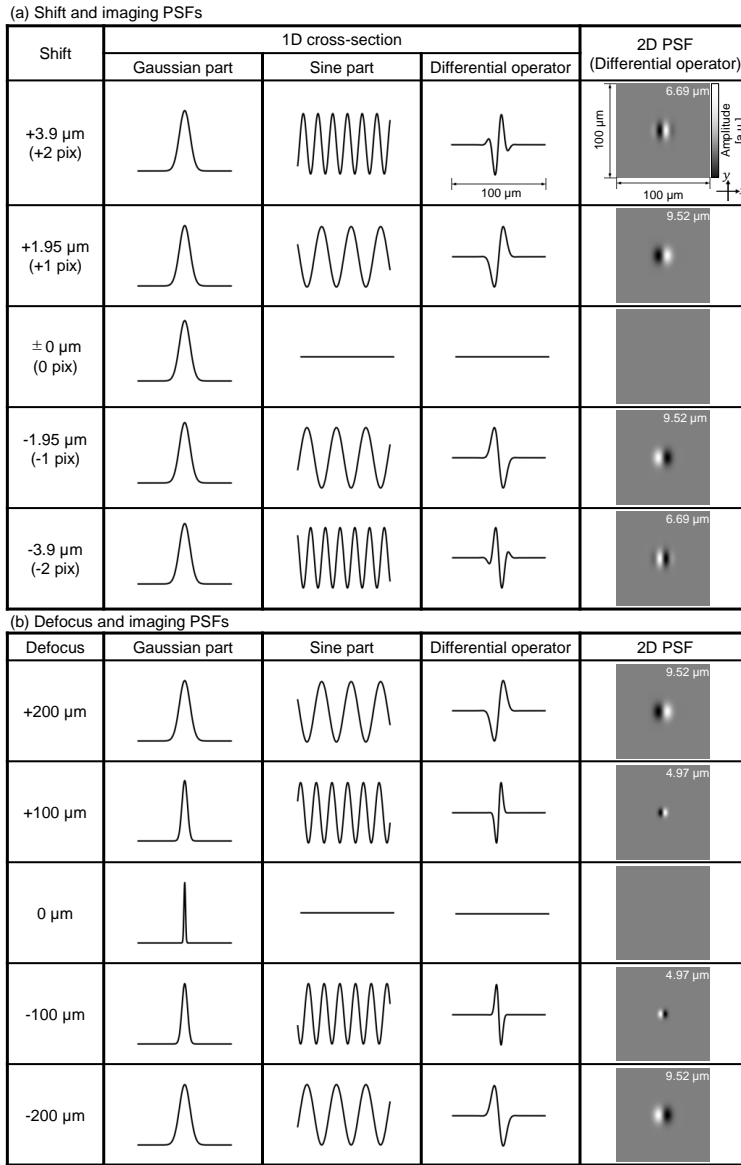 (a) Shift and imaging PSFs
Shift
1D cross-section
2D PSF
(Differential operator)
Gaussian part
Sine part
Differential operator
+3.9 μm
(+2 pix)
100 μm
6.69 μm
100 μm
100 μm
Amplitude
[a.u.]
y
+1.95 μm
(+1 pix)
9.52 μm
±0 μm
(0 pix)
-1.95 μm
(-1 pix)
9.52 μm
-3.9 μm
(-2 pix)
6.69 μm
(b) Defocus and imaging PSFs
Defocus
Gaussian part
Sine part
Differential operator
2D PSF
+200 μm
9.52 μm
+100 μm
4.97 μm
0 μm
-100 μm
4.97 μm
-200 μm
9.52 μm